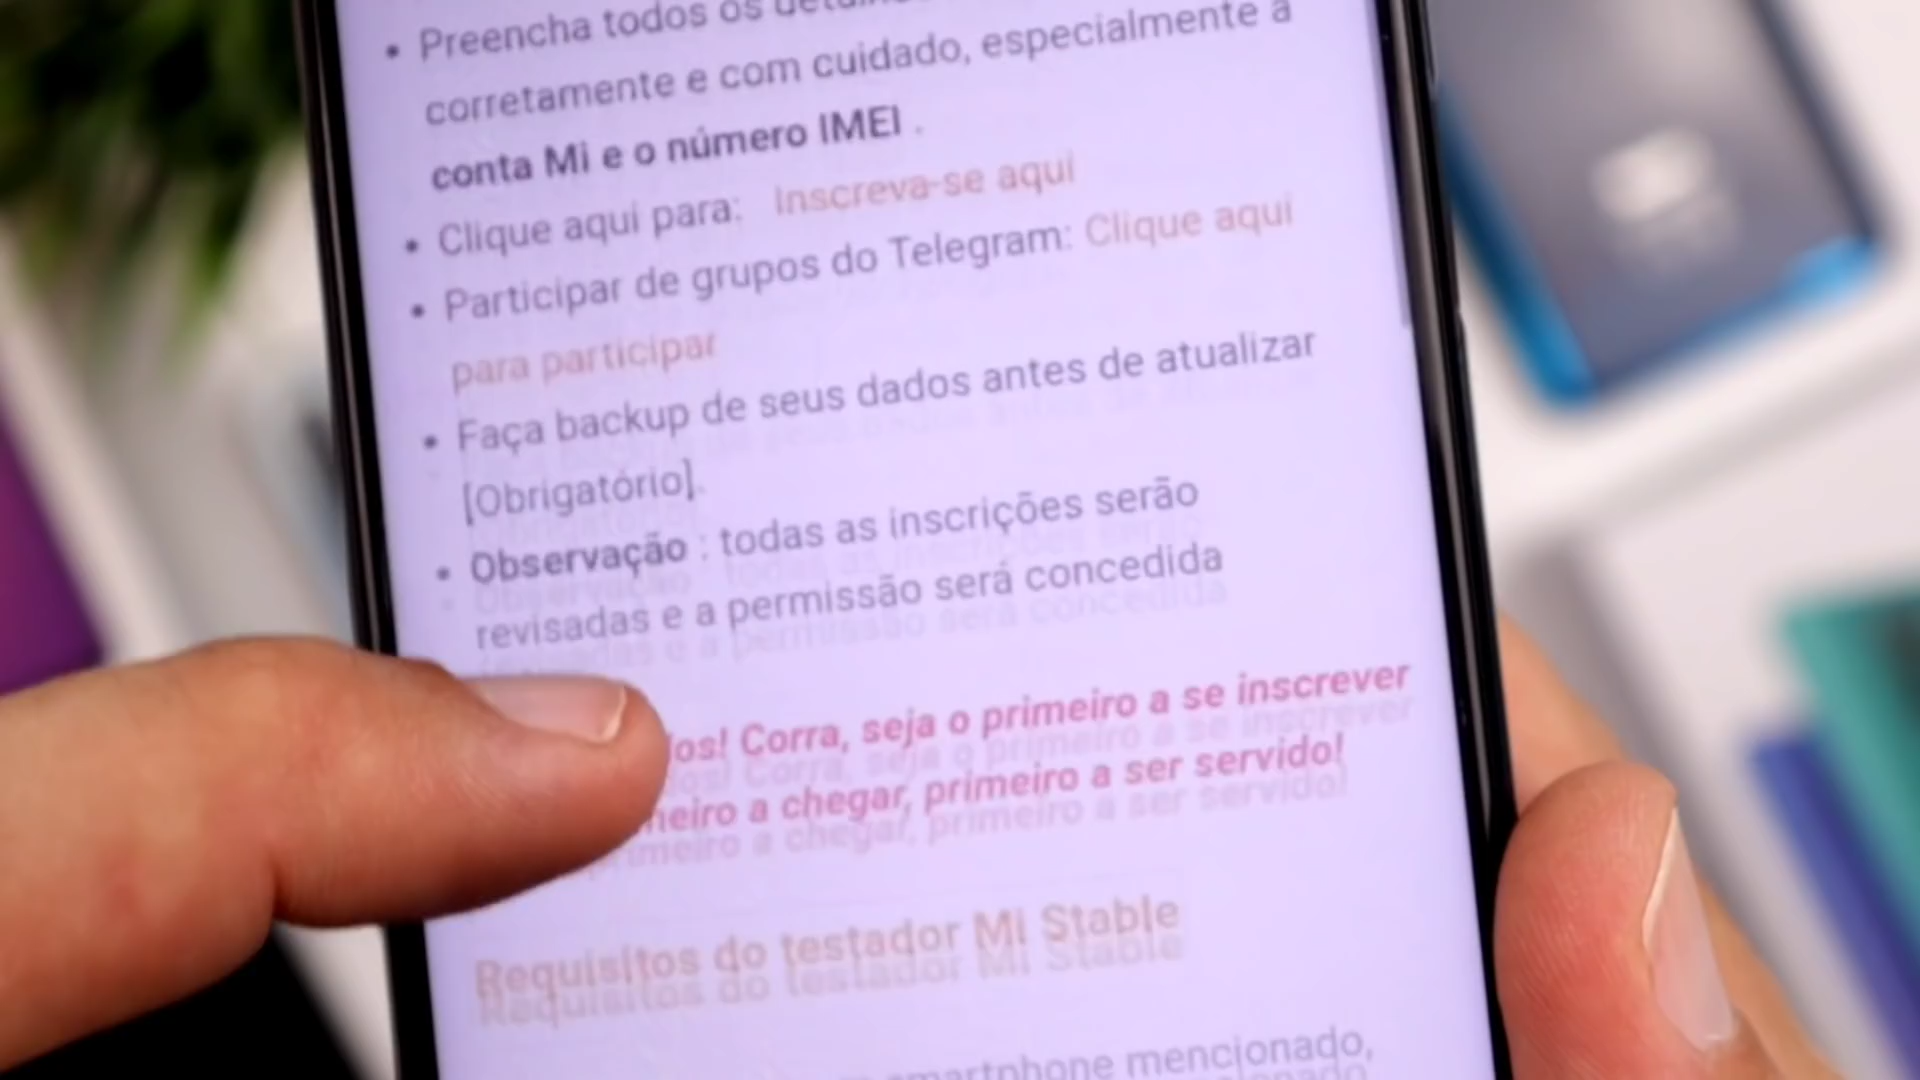 • Preencha todos os
corretamente e com cuidado, especialmente a
conta Mi e o número IMEI .
• Clique aqui para: Inscreva-se aqui
• Participar de grupos do Telegram: Clique aqui
para participar
• Faça backup de seus dados antes de atualizar
[Obrigatório].
• Observação : todas as inscrições serão
revisadas e a permissão será concedida
Corra, seja o primeiro a se inscrever
a chegar, primeiro a ser servido!
Requisitos do testador Mi Stable
smartphone mencionado,